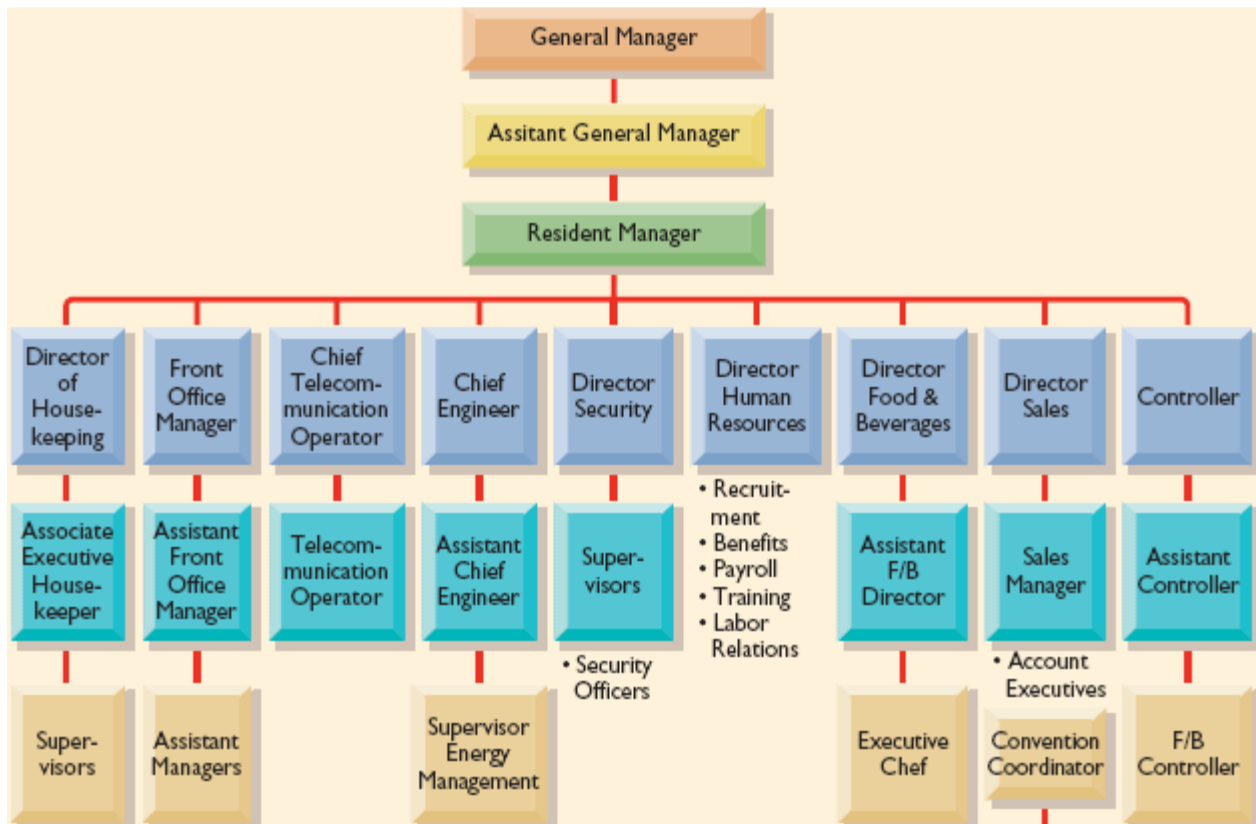 General Manager
Assitant General Manager
Resident Manager
Director
of
House-
keeping
Front
Office
Manager
Chief
Telecom-
munication
Operator
Chief
Engineer
Director
Security
Director
Human
Resources
Director
Food &
Beverages
Director
Sales
Controller
Associate
Executive
House-
keeper
Assistant
Front
Office
Manager
Telecom-
munication
Operator
Assistant
Chief
Engineer
Super-
visors
• Security
Officers
• Recruit-
ment
• Benefits
• Payroll
• Training
• Labor
Relations
Assistant
F/B
Director
Sales
Manager
• Account
Executives
Assistant
Controller
Super-
visors
Assistant
Managers
Supervisor
Energy
Management
Executive
Chef
Convention
Coordinator
F/B
Controller